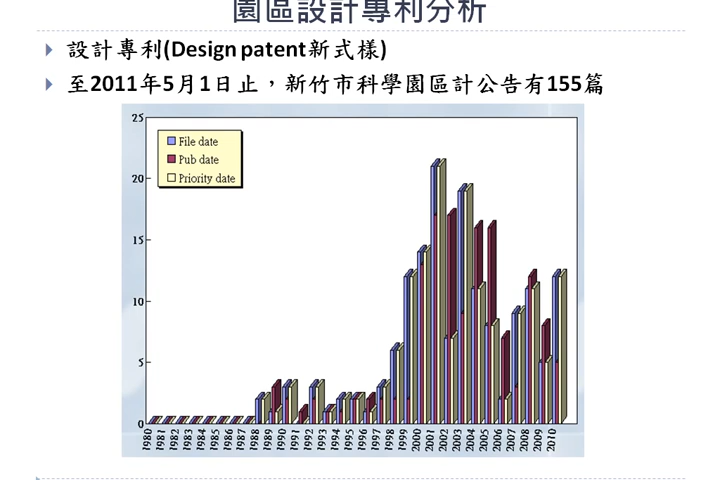 園區設計專利分析
設計專利(Design patent新式樣)
至2011年5月1日止，新竹市科學園區計公告有155篇
25
File date
Pub date
Priority date
20
15
10
5
0
1980 1981 1982 1983 1984 1985 1986 1987 1988 1989 1990 1991 1992 1993 1994 1995 1996 1997 1998 1999 2000 2001 2002 2003 2004 2005 2006 2007 2008 2009 2010